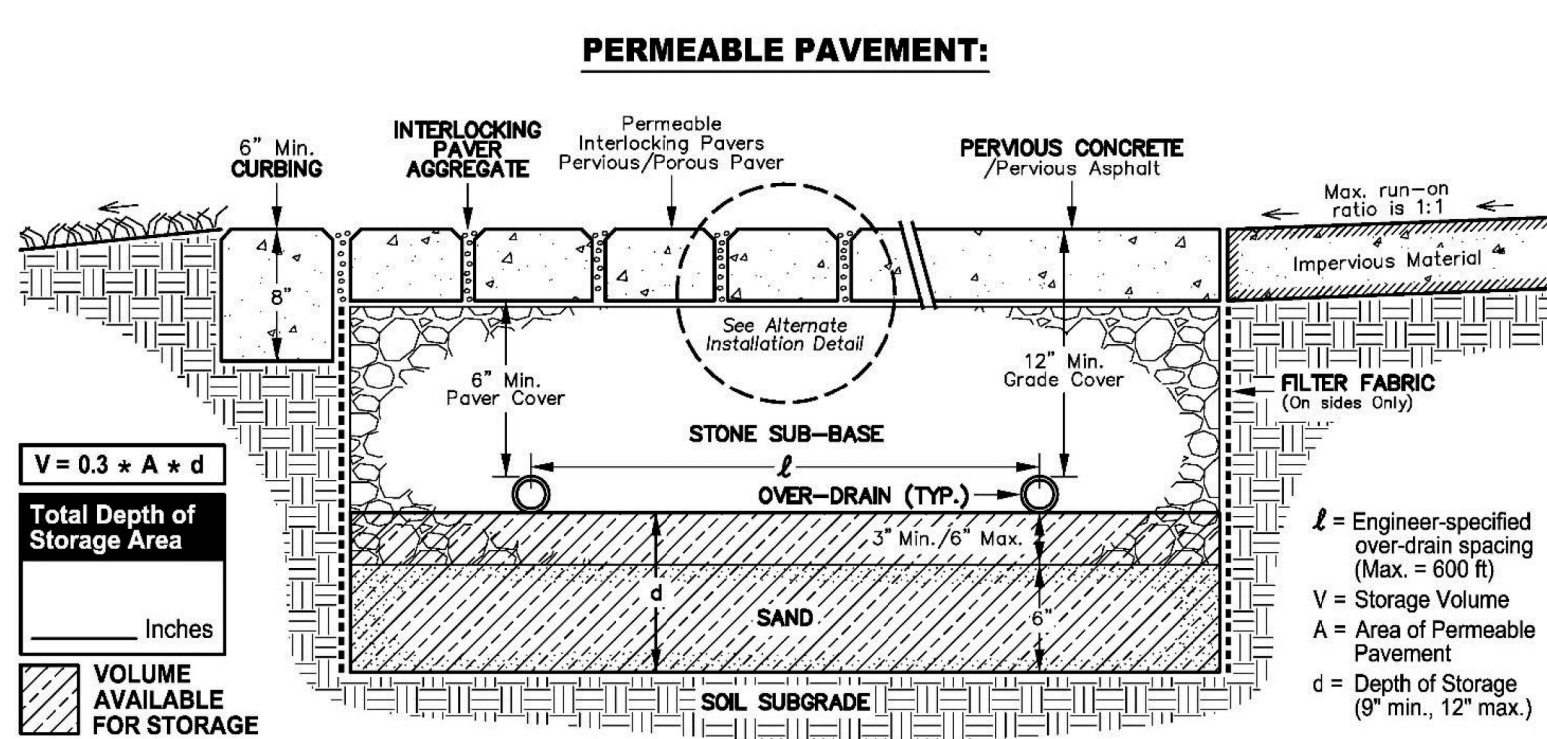 PERMEABLE PAVEMENT:
6" Min.
CURBING
INTERLOCKING
PAVER
AGGREGATE
Permeable
Interlocking Pavers
Pervious/Porous Paver
PERVIOUS CONCRETE
/Pervious Asphalt
Max. run-on
ratio is 1:1
Impervious Material
8"
See Alternate
Installation Detail
6" Min.
Paver Cover
12" Min.
Grade Cover
FILTER FABRIC
(On sides Only)
STONE SUB-BASE
ℓ
OVER-DRAIN (TYP.)
V = 0.3 * A * d
Total Depth of
Storage Area
______ Inches
VOLUME
AVAILABLE
FOR STORAGE
3" Min./6" Max.
d
SAND
6"
SOIL SUBGRADE
ℓ = Engineer-specified
over-drain spacing
(Max. = 600 ft)
V = Storage Volume
A = Area of Permeable
Pavement
d = Depth of Storage
(9" min., 12" max.)